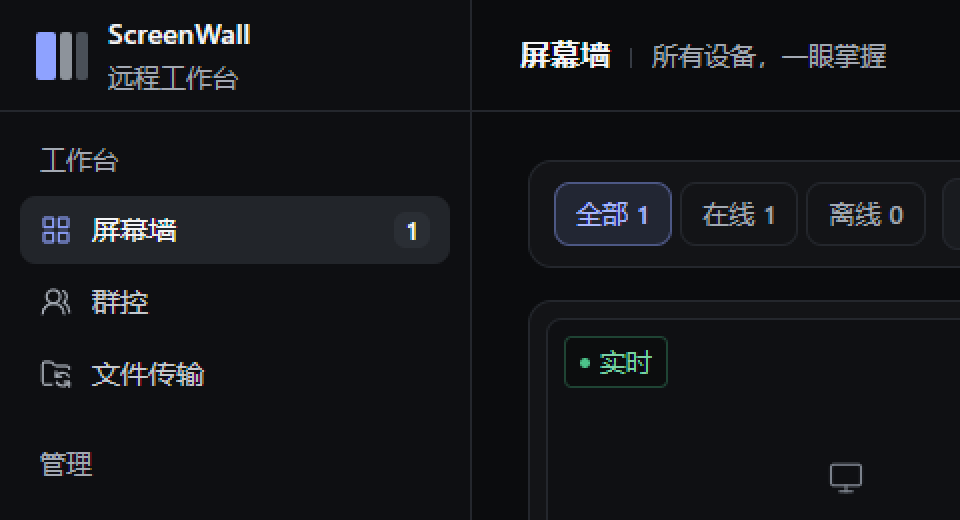 ScreenWall
远程工作台
屏幕墙 | 所有设备，一眼掌握
工作台
屏幕墙 1
群控
文件传输
管理
全部 1 在线 1 离线 0
实时